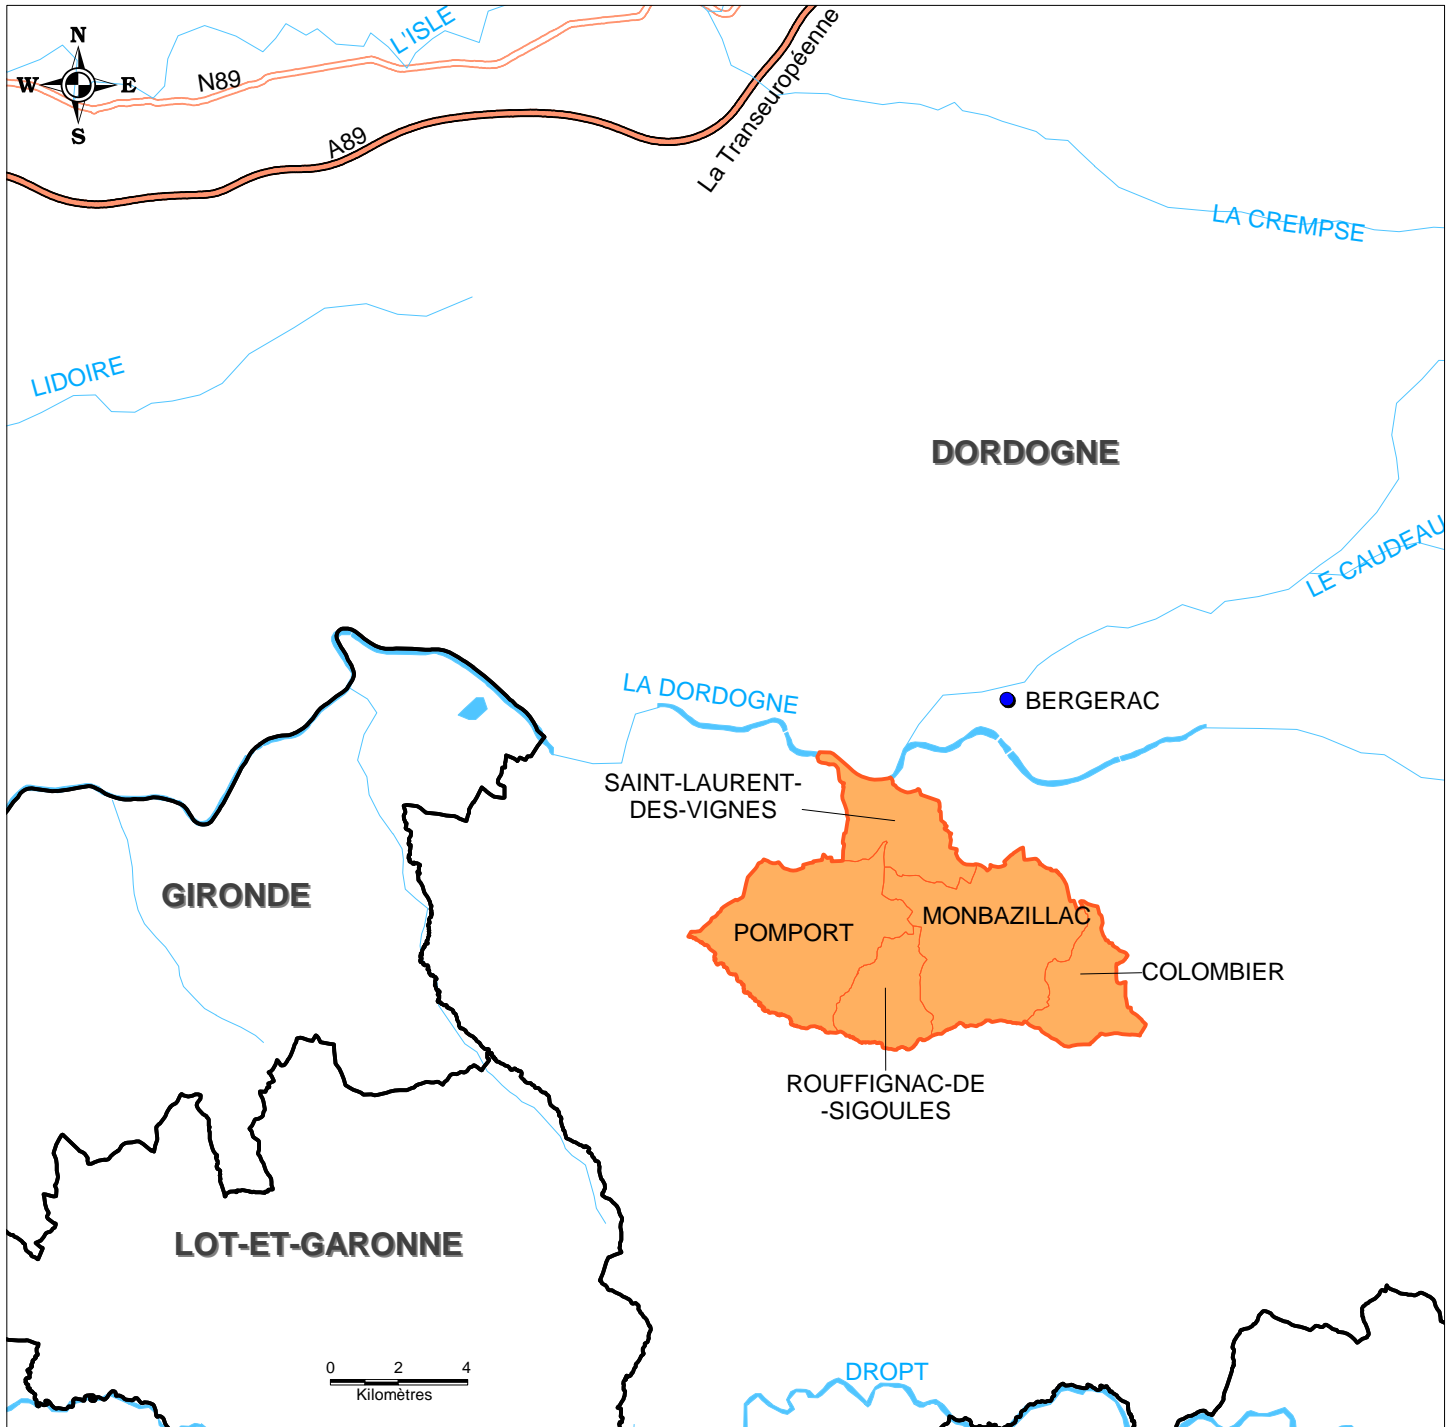 L'ISLE
N
W
E
S
N89
A89
La Transeuropéenne
LA CREMPSE
LIDOIRE
DORDOGNE
LE CAUDEAU
LA DORDOGNE
BERGERAC
SAINT-LAURENT-
DES-VIGNES
GIRONDE
POMPORT
MONBAZILLAC
COLOMBIER
ROUFFIGNAC-DE
-SIGOULES
LOT-ET-GARONNE
0 2 4
Kilomètres
DROPT